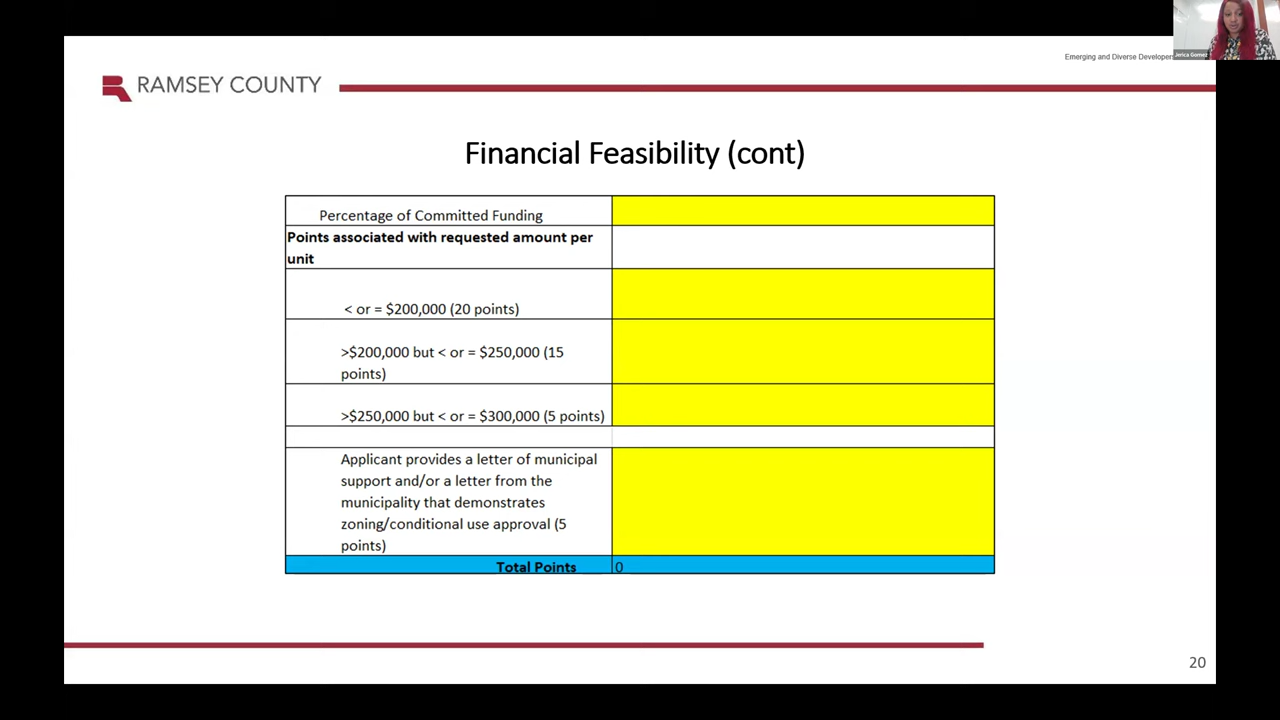 Emerging and Diverse Developers
Jerica Gomez
RAMSEY COUNTY
Financial Feasibility (cont)
Percentage of Committed Funding
Points associated with requested amount per
unit
< or = $200,000 (20 points)
>$200,000 but < or = $250,000 (15
points)
>$250,000 but < or = $300,000 (5 points)
Applicant provides a letter of municipal
support and/or a letter from the
municipality that demonstrates
zoning/conditional use approval (5
points)
Total Points 0
20